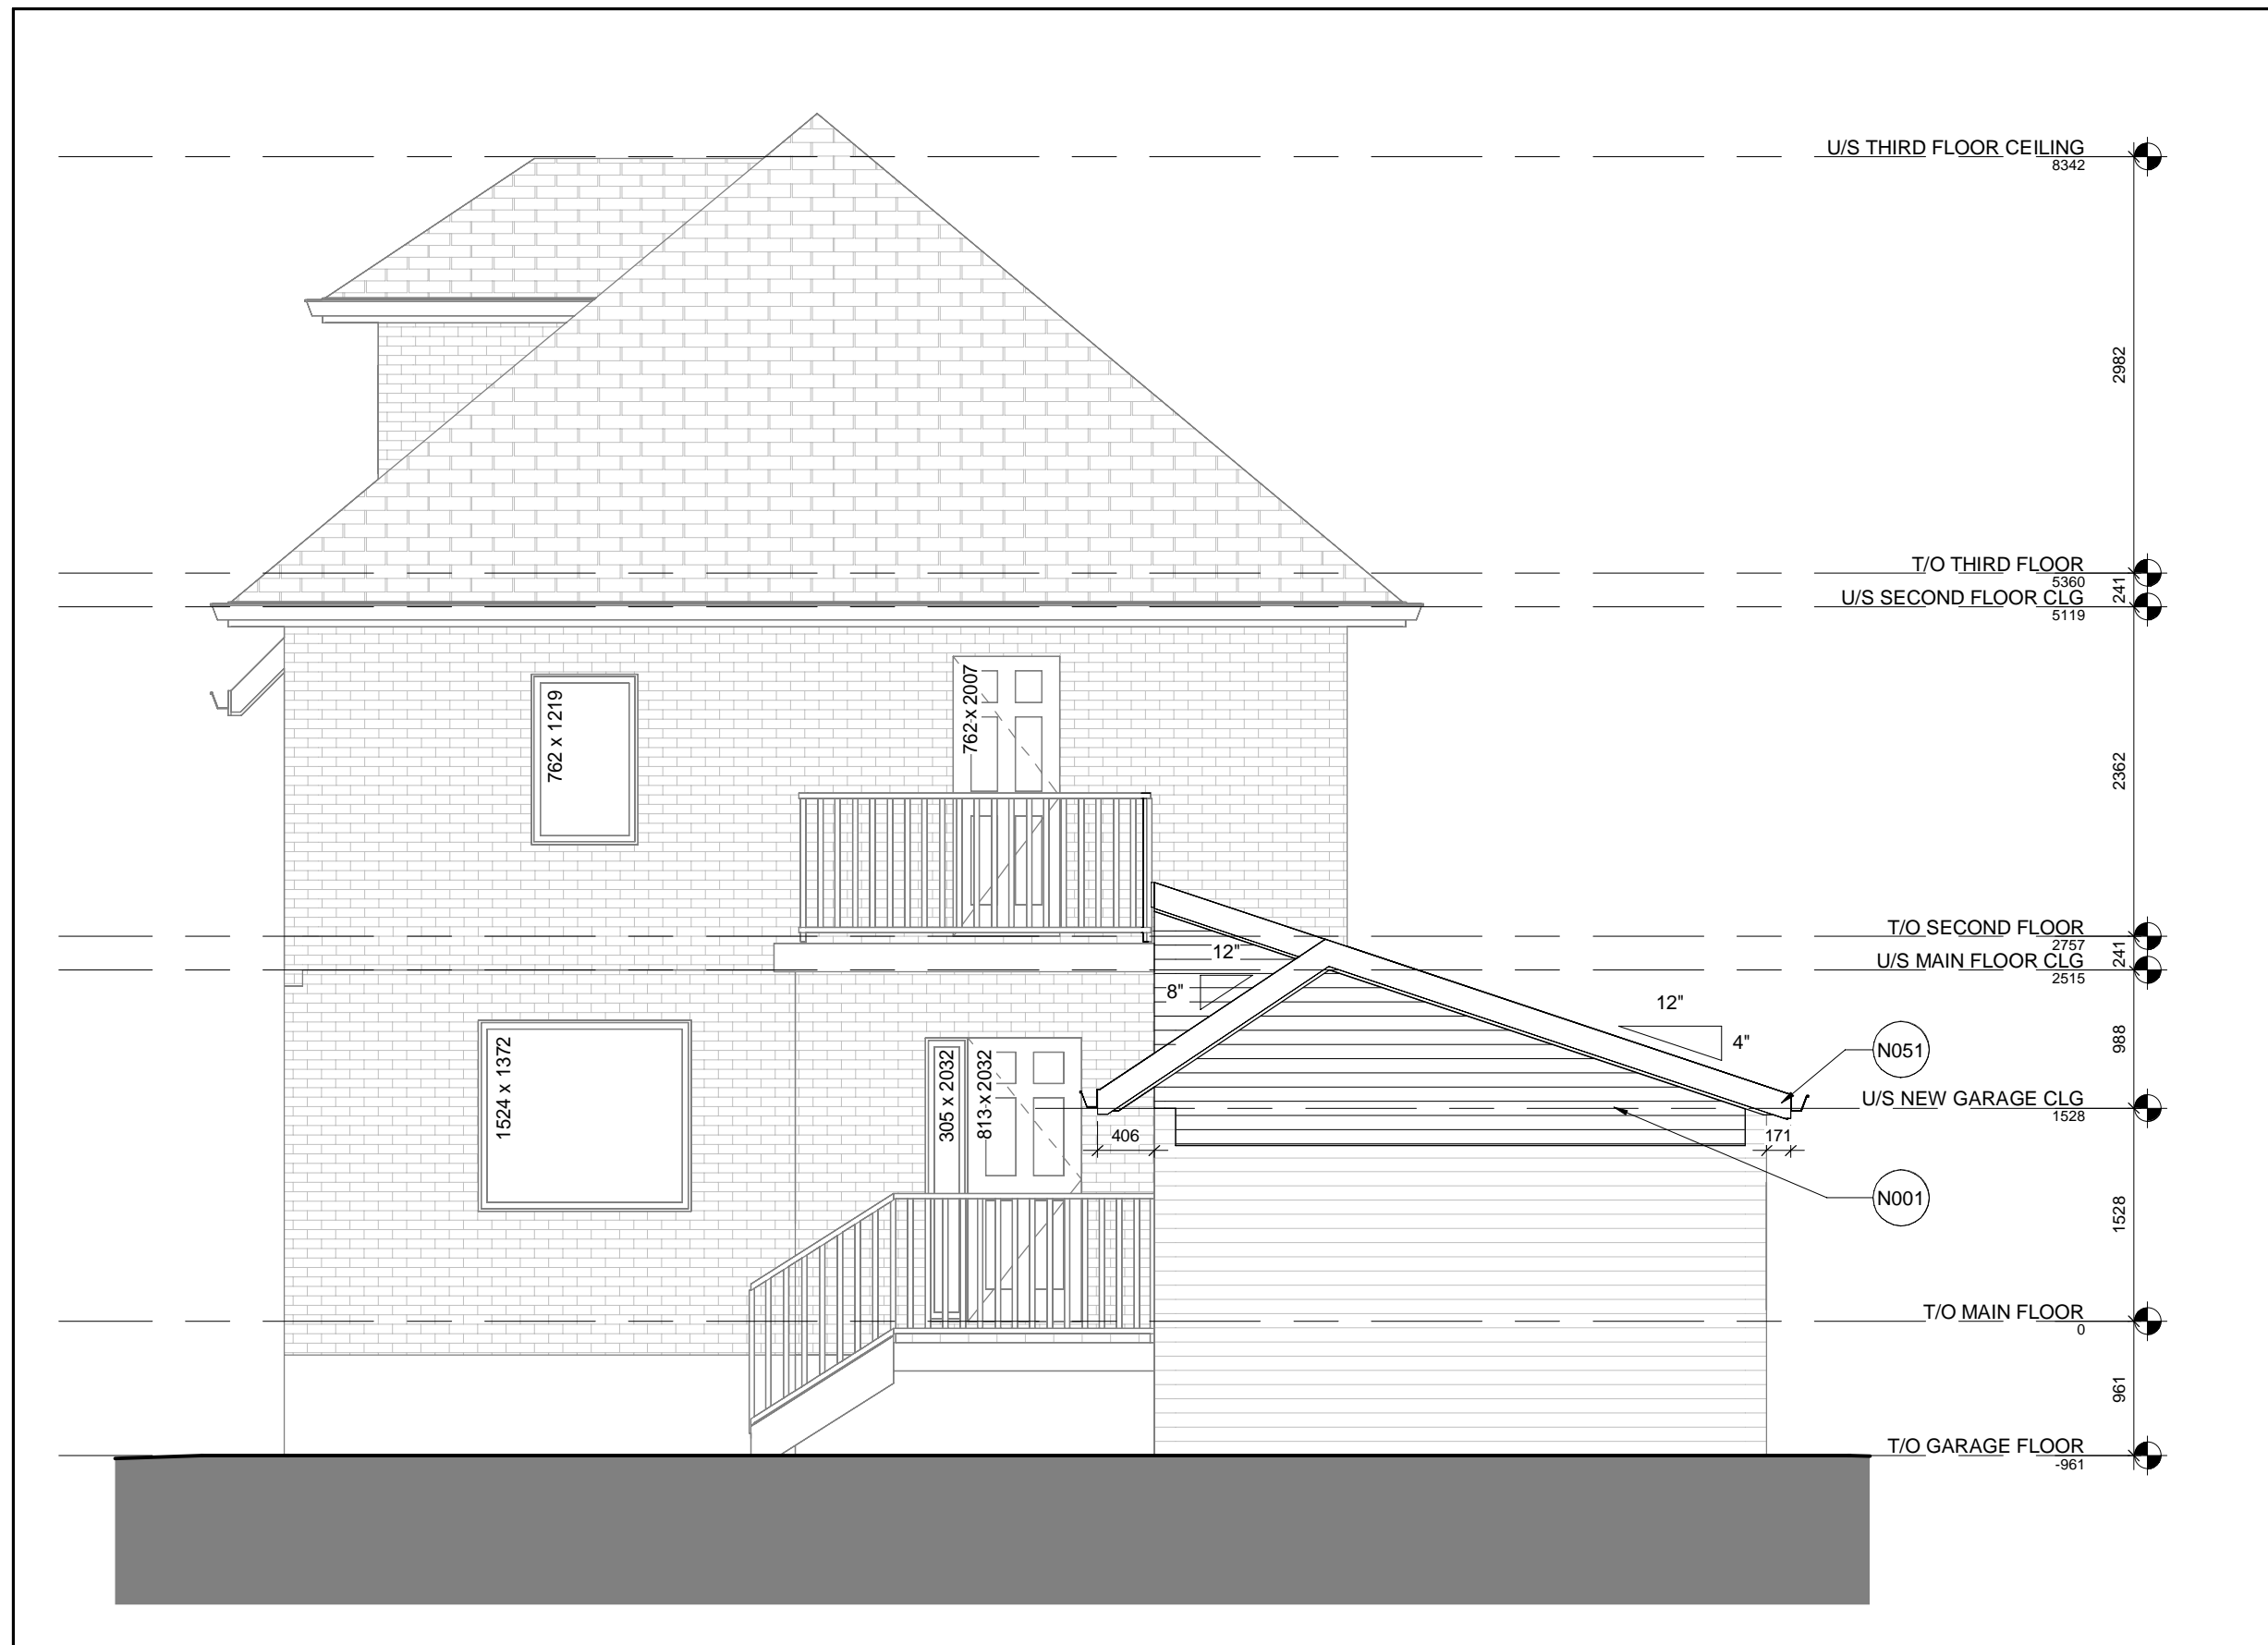 U/S THIRD FLOOR CEILING
8342
2982
T/O THIRD FLOOR
5360
241
U/S SECOND FLOOR CLG
5119
762 x 1219
762 x 2007
2362
T/O SECOND FLOOR
2757
241
U/S MAIN FLOOR CLG
2515
12"
8"
12"
4"
988
N051
1524 x 1372
305 x 2032
813 x 2032
U/S NEW GARAGE CLG
1528
406
171
N001
1528
T/O MAIN FLOOR
0
961
T/O GARAGE FLOOR
-961